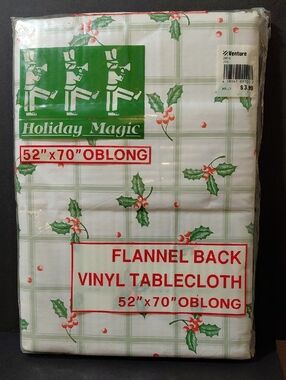 Venture
$3.99
Holiday Magic
52"x70"OBLONG
FLANNEL BACK
VINYL TABLECLOTH
52"x70"OBLONG